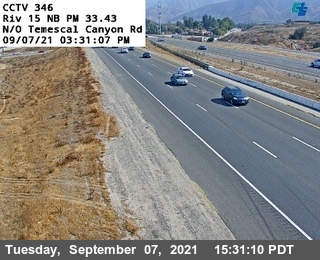 CCTV 346
Riv 15 NB PM 33.43
N/O Temescal Canyon Rd
09/07/21 03:31:07 PM
Tuesday, September 07, 2021 15:31:10 PDT